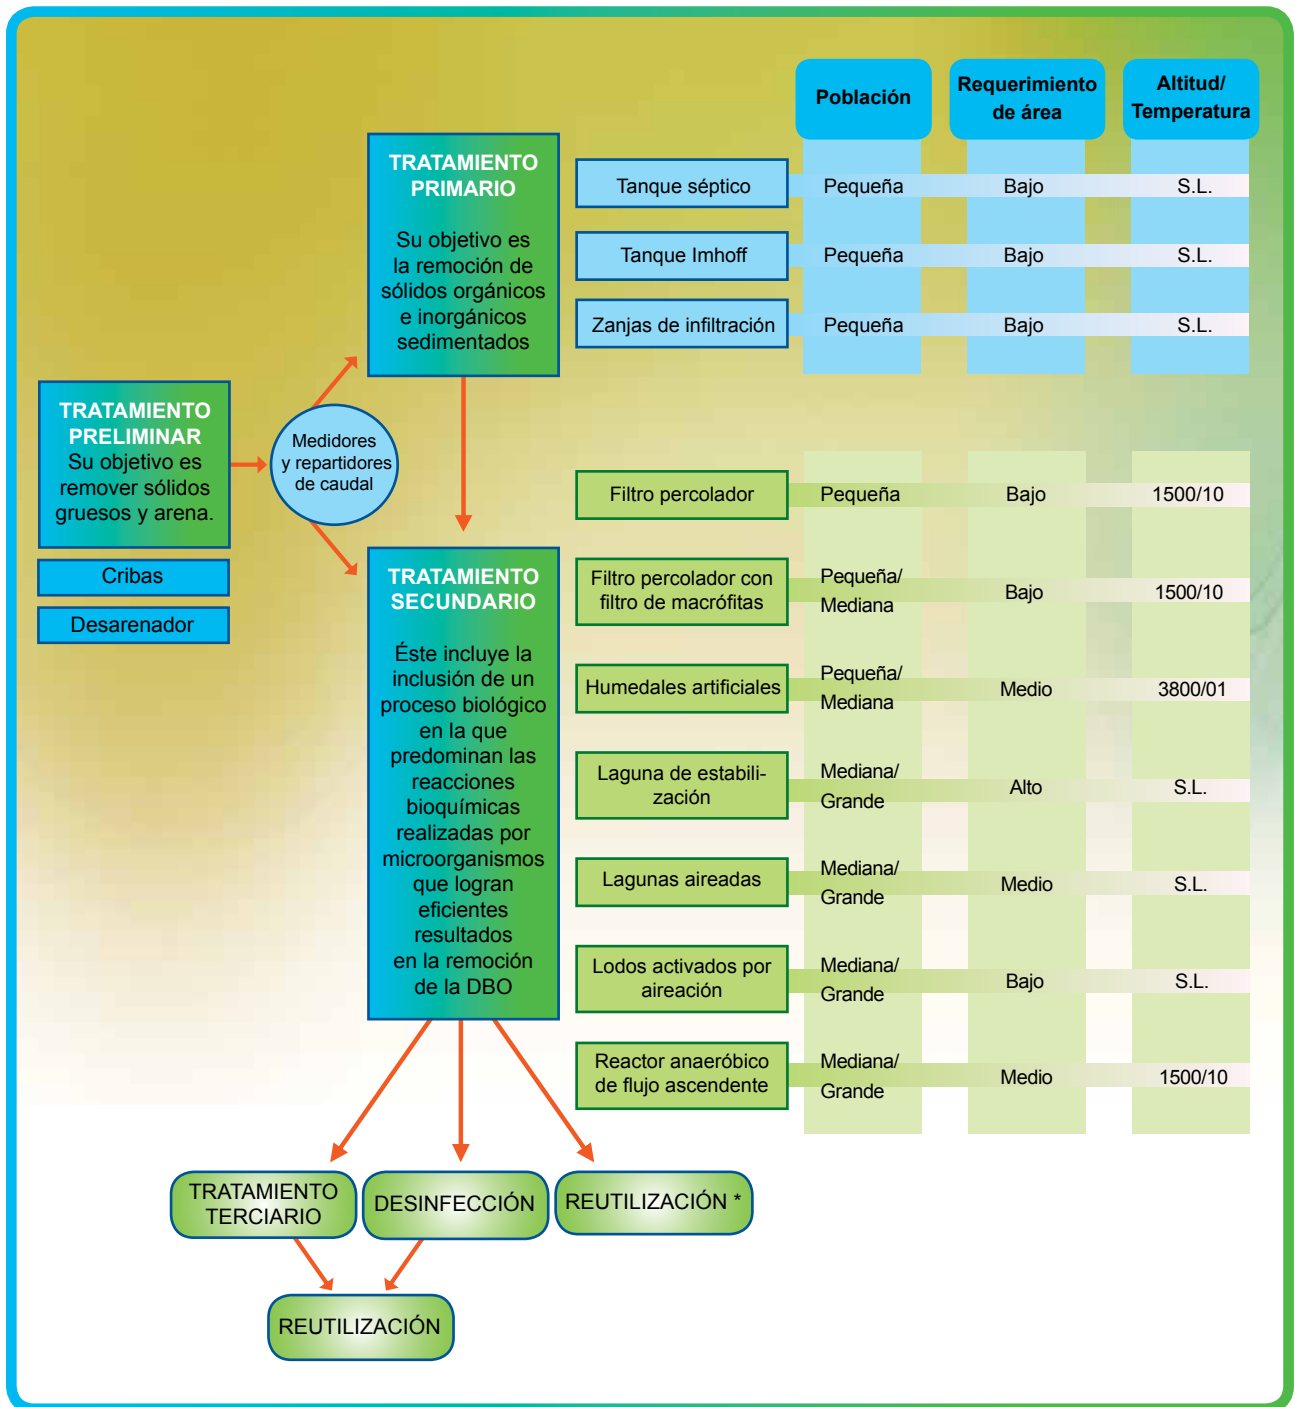 Población
Requerimiento
de área
Altitud/
Temperatura
TRATAMIENTO
PRIMARIO
Su objetivo es
la remoción de
sólidos orgánicos
e inorgánicos
sedimentados
Tanque séptico
Pequeña
Bajo
S.L.
Tanque Imhoff
Pequeña
Bajo
S.L.
Zanjas de infiltración
Pequeña
Bajo
S.L.
TRATAMIENTO
PRELIMINAR
Su objetivo es
remover sólidos
gruesos y arena.
Cribas
Desarenador
Medidores
y repartidores
de caudal
TRATAMIENTO
SECUNDARIO
Éste incluye la
inclusión de un
proceso biológico
en la que
predominan las
reacciones
bioquímicas
realizadas por
microorganismos
que logran
eficientes
resultados
en la remoción
de la DBO
Filtro percolador
Pequeña
Bajo
1500/10
Filtro percolador con
filtro de macrófitas
Pequeña/
Mediana
Bajo
1500/10
Humedales artificiales
Pequeña/
Mediana
Medio
3800/01
Laguna de estabili-
zación
Mediana/
Grande
Alto
S.L.
Lagunas aireadas
Mediana/
Grande
Medio
S.L.
Lodos activados por
aireación
Mediana/
Grande
Bajo
S.L.
Reactor anaeróbico
de flujo ascendente
Mediana/
Grande
Medio
1500/10
TRATAMIENTO
TERCIARIO
DESINFECCIÓN
REUTILIZACIÓN *
REUTILIZACIÓN